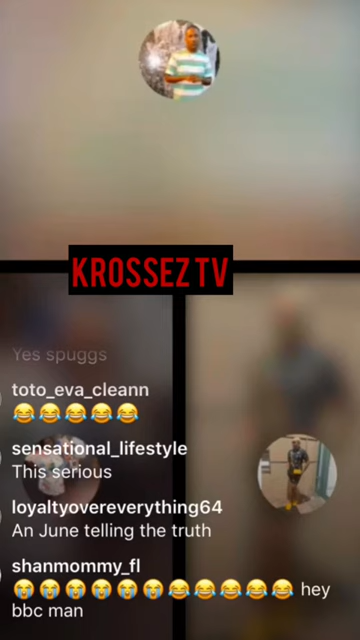 KROSSEZ TV
Yes spuggs
toto_eva_cleann
😂😂😂😂😂
sensational_lifestyle
This serious
loyaltyovereverything64
An June telling the truth
shanmommy_fl
😭😭😭😭😭😭😂😂😂😂😂 hey
bbc man